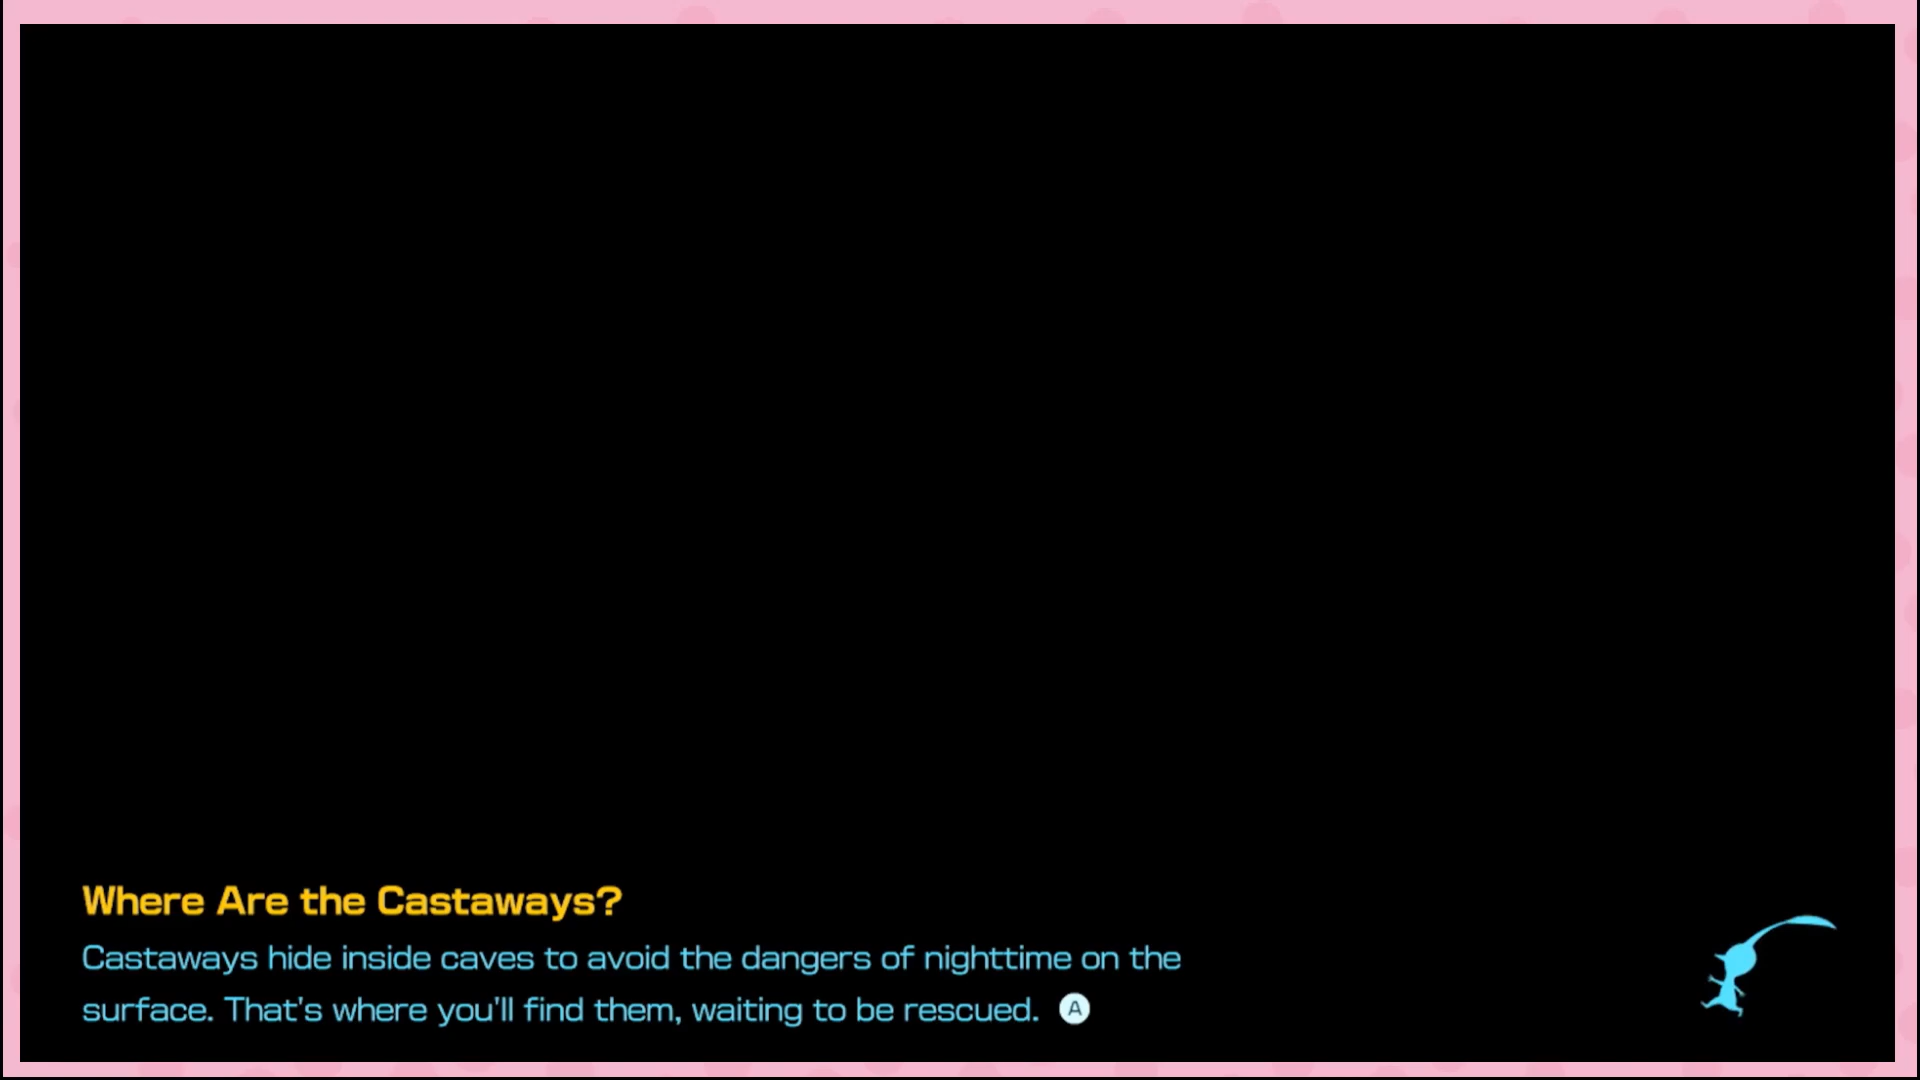 Where Are the Castaways?
Castaways hide inside caves to avoid the dangers of nighttime on the
surface. That's where you'll find them, waiting to be rescued. A